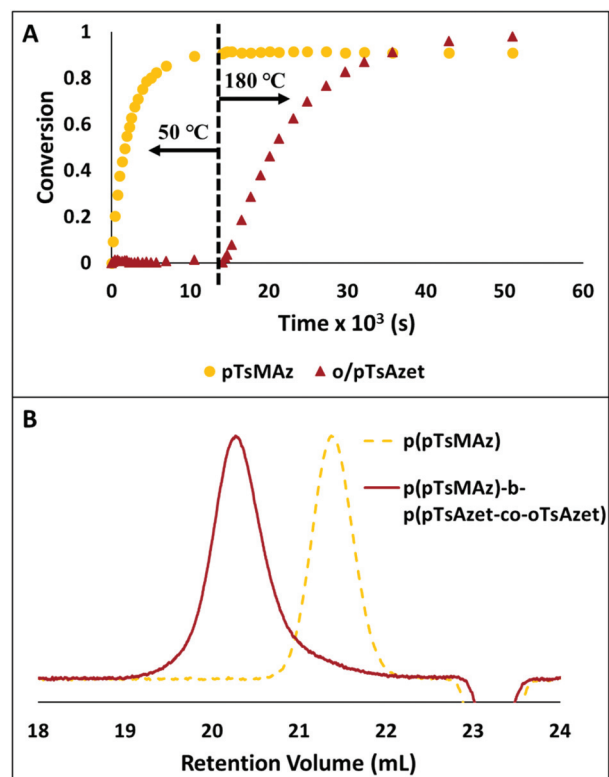 A
1
0.8
0.6
0.4
0.2
0
Conversion
180 °C
50 °C
0 10 20 30 40 50 60
Time x 10³ (s)
pTsMAz o/pTsAzet
B
p(pTsMAz)
p(pTsMAz)-b-
p(pTsAzet-co-oTsAzet)
18 19 20 21 22 23 24
Retention Volume (mL)